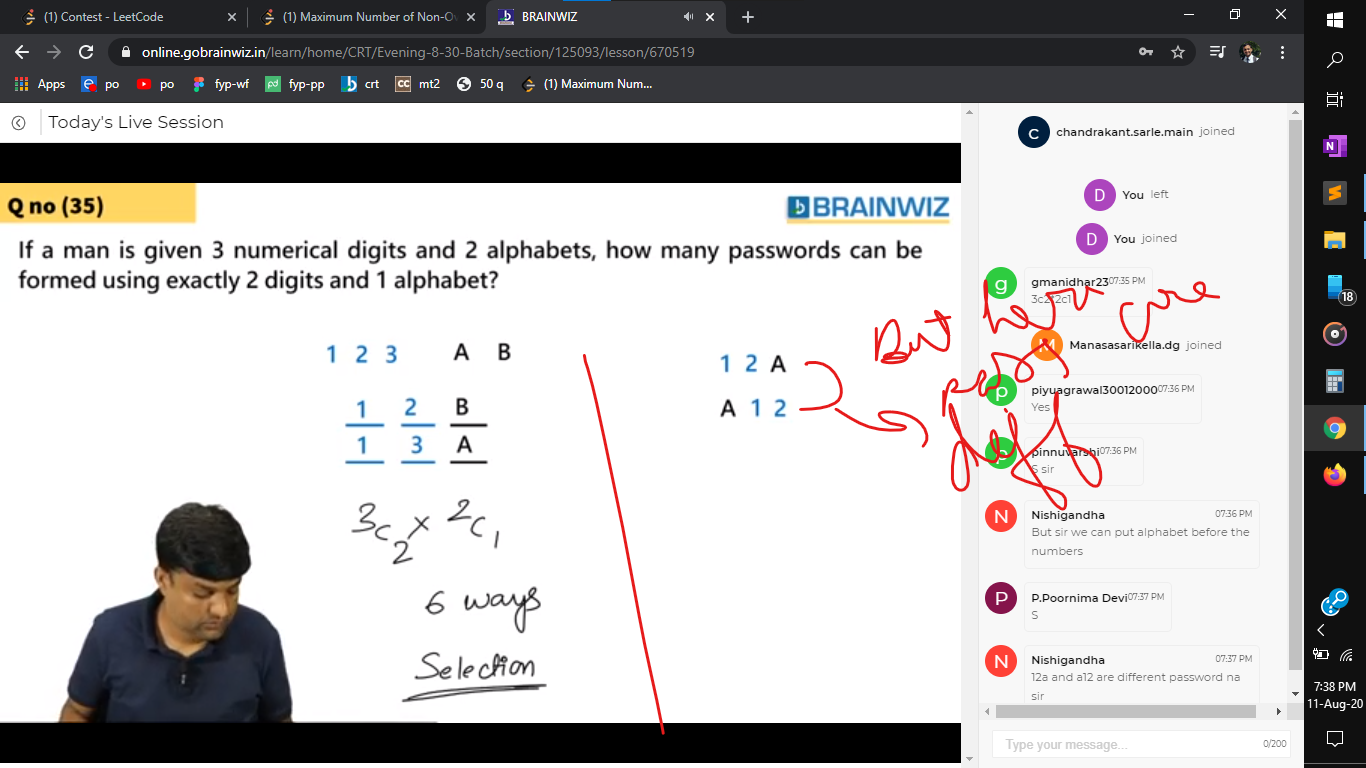 (1) Contest - LeetCode
(1) Maximum Number of Non-Ov
BRAINWIZ
online.gobrainwiz.in/learn/home/CRT/Evening-8-30-Batch/section/125093/lesson/670519
Apps po po fyp-wf fyp-pp crt mt2 50 q (1) Maximum Num...
Today's Live Session
Q no (35)
BRAINWIZ
If a man is given 3 numerical digits and 2 alphabets, how many passwords can be
formed using exactly 2 digits and 1 alphabet?
1 2 3 A B
1 2 B
1 3 A
3c2 × 2c1
6 ways
Selection
1 2 A
A 1 2
But here are
chandrakant.sarle.main joined
You left
You joined
gmanidhar23 07:35 PM
3c2*2c1
Manasasarikella.dg joined
piyuagrawal30012000 07:36 PM
Yes
pinnuvarshi 07:36 PM
S sir
Nishigandha 07:36 PM
But sir we can put alphabet before the
numbers
P.Poornima Devi 07:37 PM
S
Nishigandha 07:37 PM
12a and a12 are different password na
sir
Type your message...
0/200
18
7:38 PM
11-Aug-20